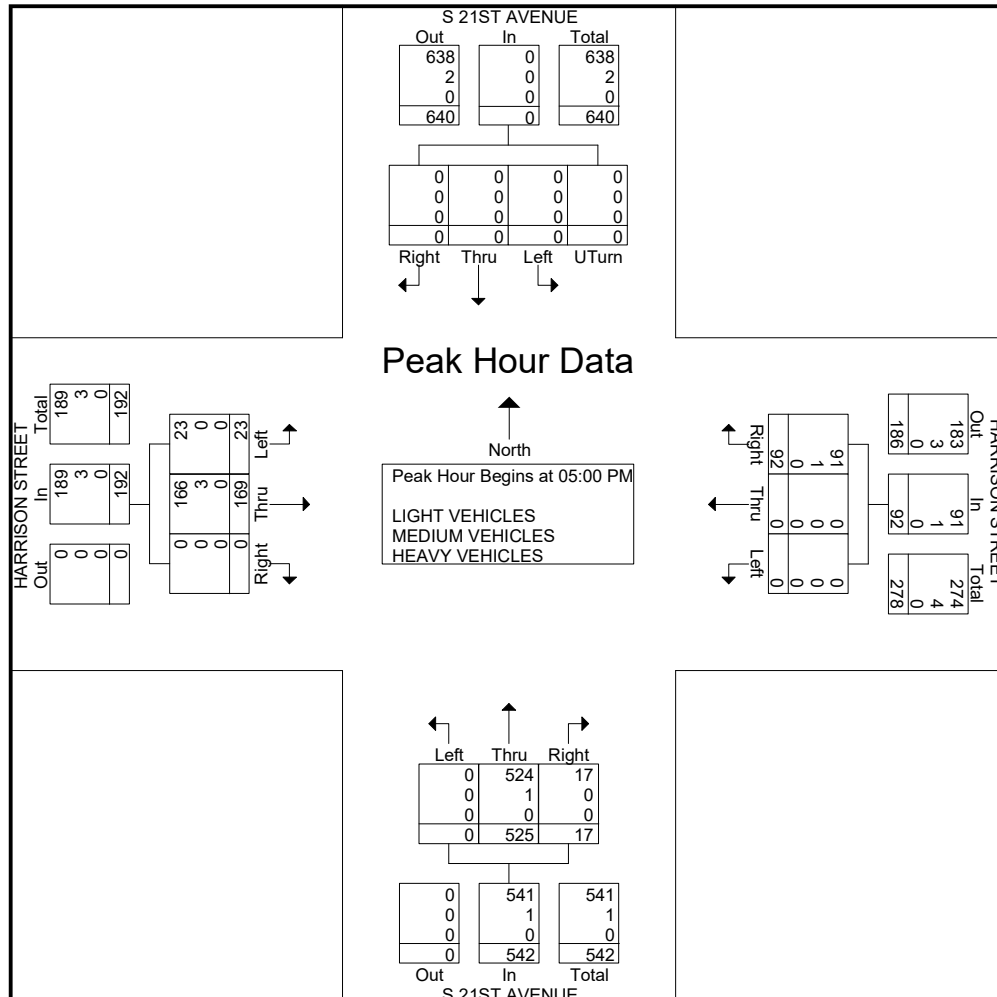 S 21ST AVENUE
Out In Total
638 0 638
2 0 2
0 0 0
640 0 640
0 0 0 0
0 0 0 0
0 0 0 0
0 0 0 0
Right Thru Left UTurn
Peak Hour Data
North
Peak Hour Begins at 05:00 PM
LIGHT VEHICLES
MEDIUM VEHICLES
HEAVY VEHICLES
HARRISON STREET
Out In Total
0 189 189
0 3 3
0 0 0
0 192 192
Right Thru Left
0 166 23
0 3 0
0 0 0
0 169 23
HARRISON STREET
Out In Total
183 91 274
3 1 4
0 0 0
186 92 278
91 0 0
1 0 0
0 0 0
92 0 0
Right Thru Left
Left Thru Right
0 524 17
0 1 0
0 0 0
0 525 17
0 541 541
0 1 1
0 0 0
0 542 542
Out In Total
S 21ST AVENUE